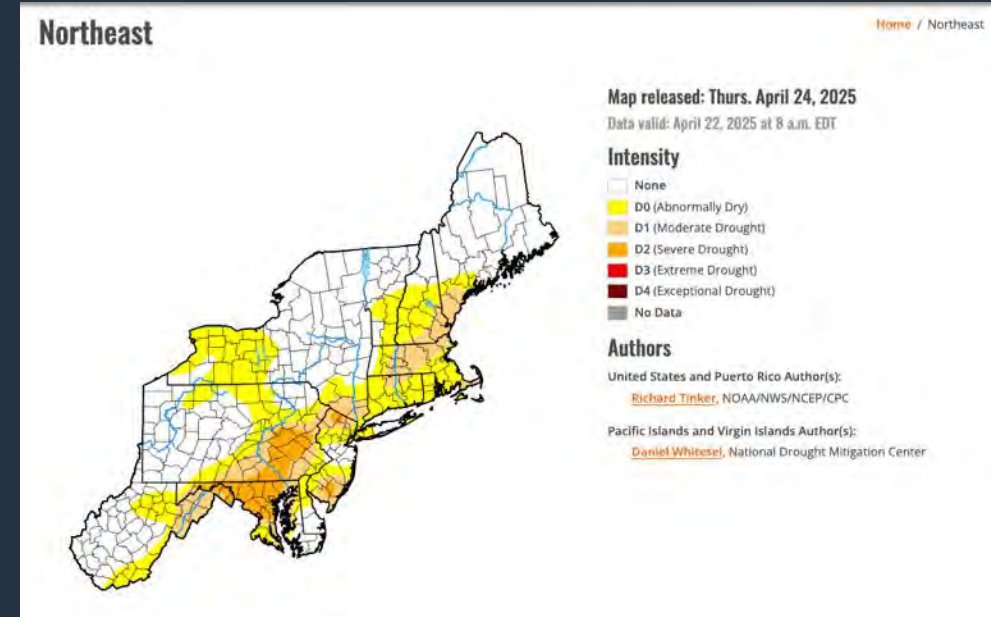 Northeast
Home / Northeast
Map released: Thurs. April 24, 2025
Data valid: April 22, 2025 at 8 a.m. EDT
Intensity
None
D0 (Abnormally Dry)
D1 (Moderate Drought)
D2 (Severe Drought)
D3 (Extreme Drought)
D4 (Exceptional Drought)
No Data
Authors
United States and Puerto Rico Author(s):
Richard Tinker, NOAA/NWS/NCEP/CPC
Pacific Islands and Virgin Islands Author(s):
Daniel Whitesel, National Drought Mitigation Center